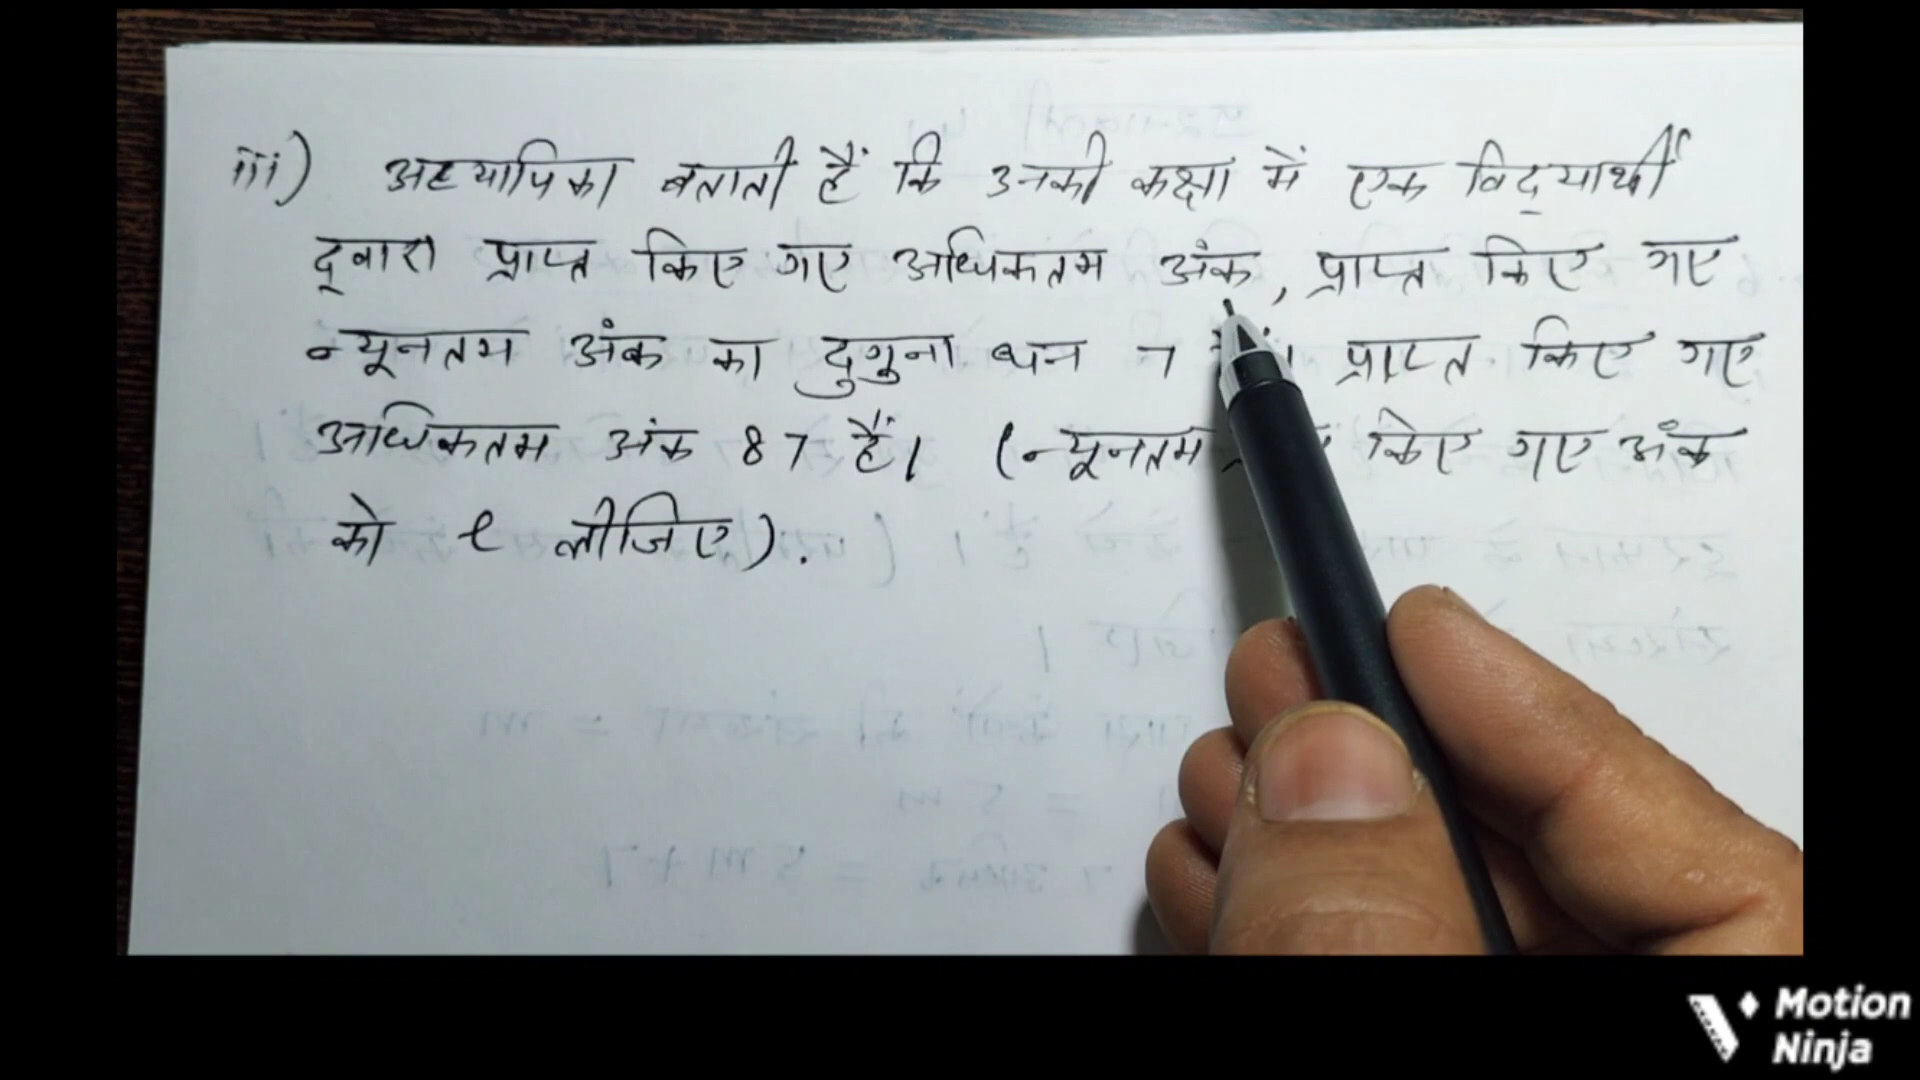 iii) अध्यापिका बताती हैं कि उनकी कक्षा में एक विद्यार्थी
द्वारा प्राप्त किए गए अधिकतम अंक, प्राप्त किए गए
न्यूनतम अंक का दुगुना धन 7 प्राप्त किए गए
अधिकतम अंक 87 हैं। (न्यूनतम किए गए अंक
को l लीजिए).
Motion
Ninja